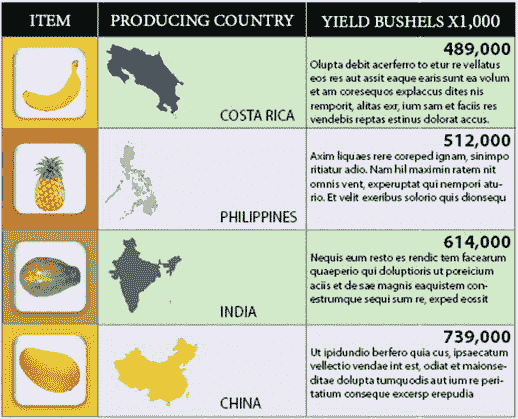 ITEM PRODUCING COUNTRY YIELD BUSHELS X1,000
489,000
Olupta debit acerferro to etur re vellatus
eos res aut assit eaque earis sunt ea volum
et am coresequos explaccus dites nis
remporit, alitas exr, ium sam et faciis res
vendebis reptas estinus dolorat accus.
COSTA RICA
512,000
Axim liquaes rere coreped ignam, sinimpo
ritiatur adio. Nam hil maximin ratem nit
omnis vent, experuptat qui nempori atu-
rio. Et velit exeribus solorio quis dionsequ
PHILIPPINES
614,000
Nequis eum resto es rendic tem facearum
quaeperio qui doluptioris ut poreicium
aciis et de sae magnis eaquistem con-
estrumque sequi sum re, exped eossit
INDIA
739,000
Ut ipidundio berfero quia cus, ipsaecatum
vellectio vendae int est, odiat et maionse-
ditae dolupta tumquodis aut ium re peri-
tatium conseque excersp erepudia
CHINA